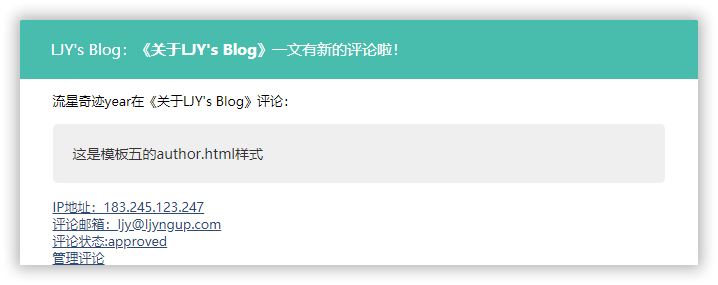 LJY's Blog：《关于LJY's Blog》一文有新的评论啦！
流星奇迹year在《关于LJY's Blog》评论：
这是模板五的author.html样式
IP地址：183.245.123.247
评论邮箱：ljy@ljyngup.com
评论状态:approved
管理评论